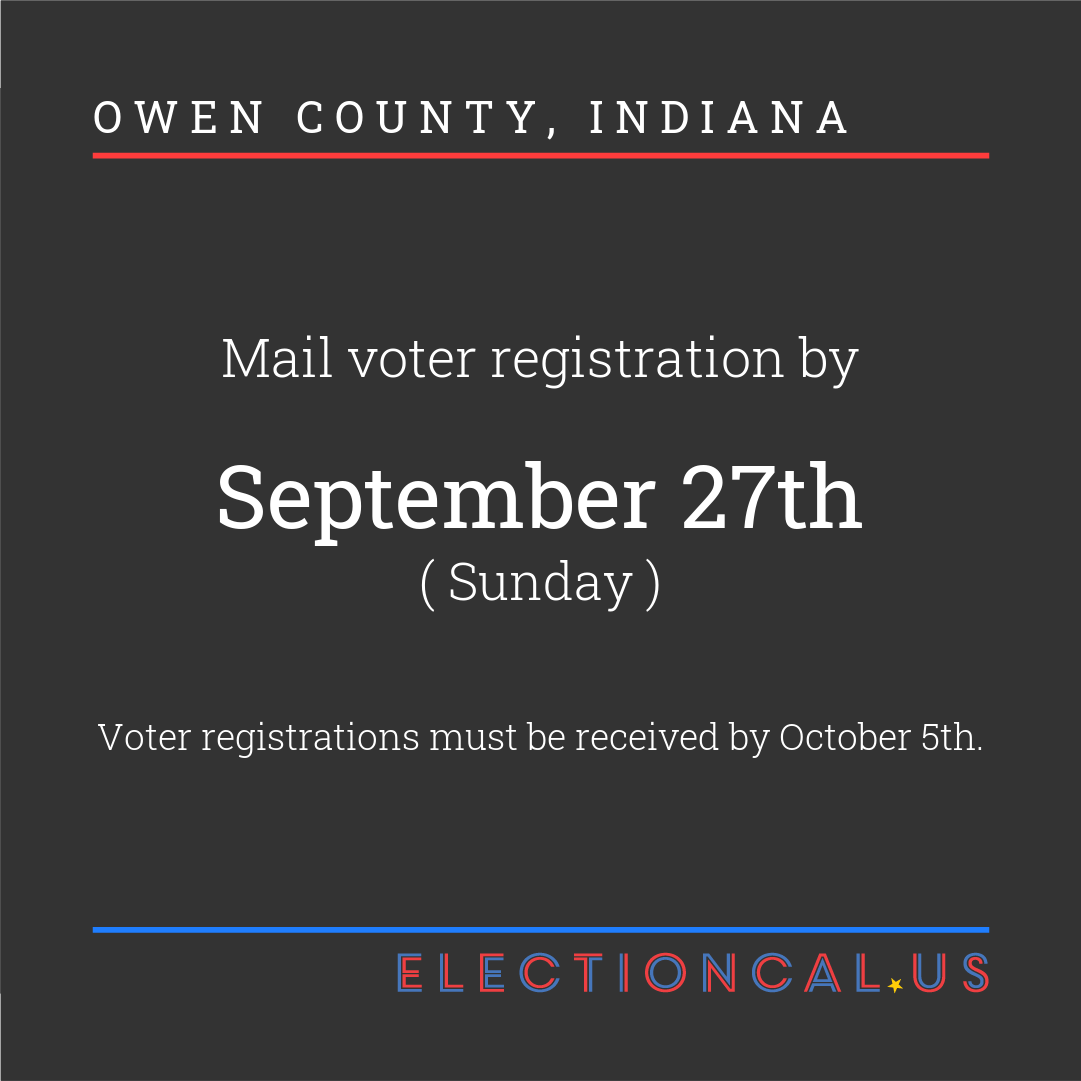 OWEN COUNTY, INDIANA
Mail voter registration by
September 27th
( Sunday )
Voter registrations must be received by October 5th.
ELECTIONCAL.US